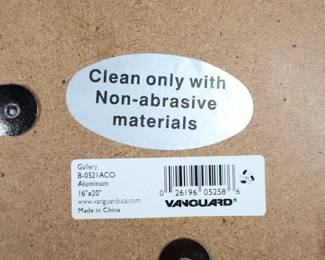 Clean only with
Non-abrasive
materials
Gallery
B-0521ACO
Aluminum
16"x20"
www.vanguardusa.com
Made in China
0 26196 05258 6
VANGUARD®